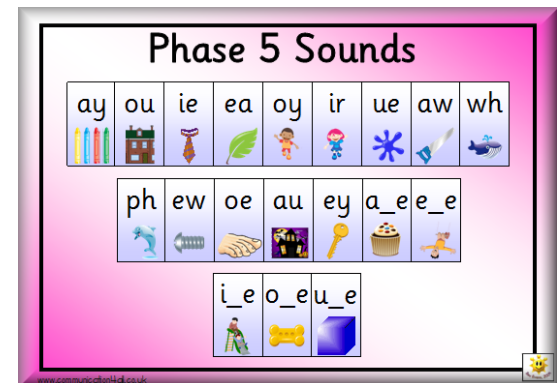 Phase 5 Sounds
ay ou ie ea oy ir ue aw wh
ph ew oe au ey a_e e_e
i_e o_e u_e
www.communication4all.co.uk